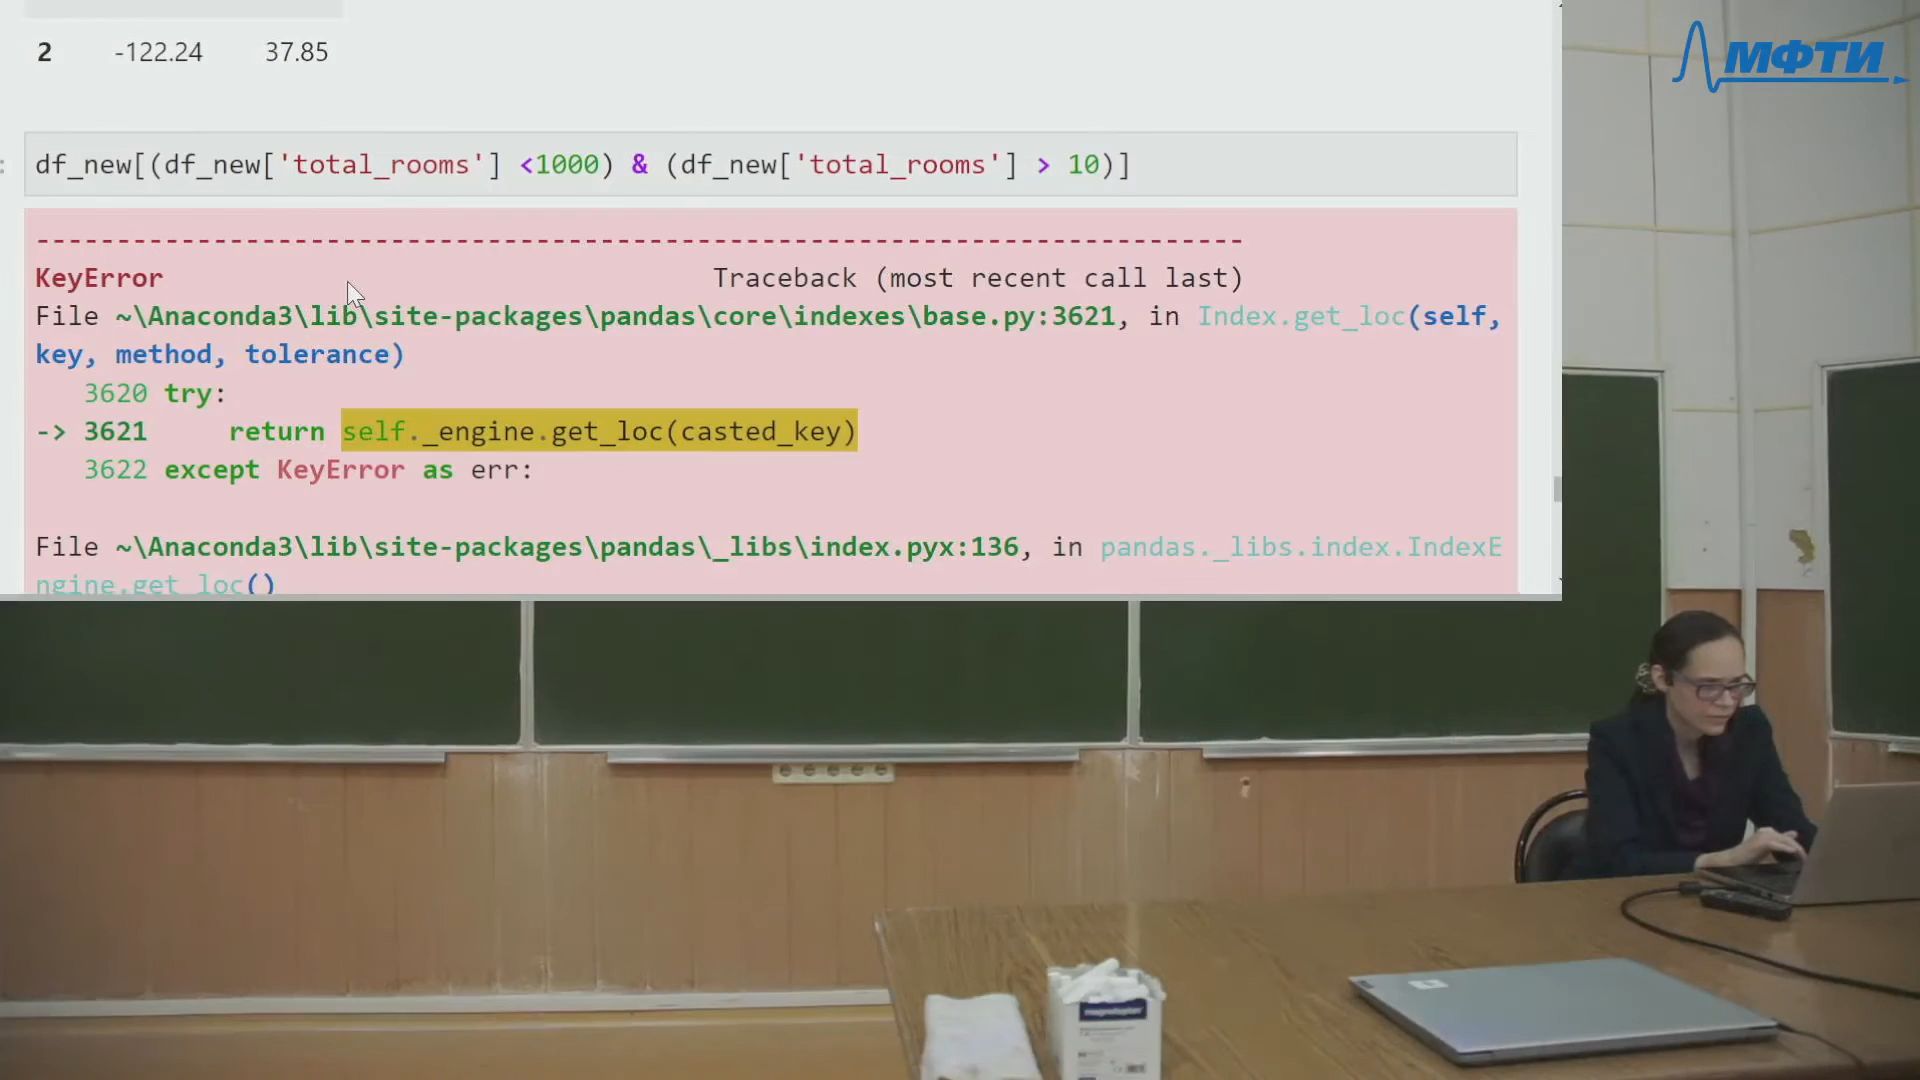 2 -122.24 37.85
МФТИ
df_new[(df_new['total_rooms'] <1000) & (df_new['total_rooms'] > 10)]
---------------------------------------------------------------------------
KeyError Traceback (most recent call last)
File ~\Anaconda3\lib\site-packages\pandas\core\indexes\base.py:3621, in Index.get_loc(self,
key, method, tolerance)
3620 try:
-> 3621 return self._engine.get_loc(casted_key)
3622 except KeyError as err:
File ~\Anaconda3\lib\site-packages\pandas\_libs\index.pyx:136, in pandas._libs.index.IndexE
ngine.get_loc()